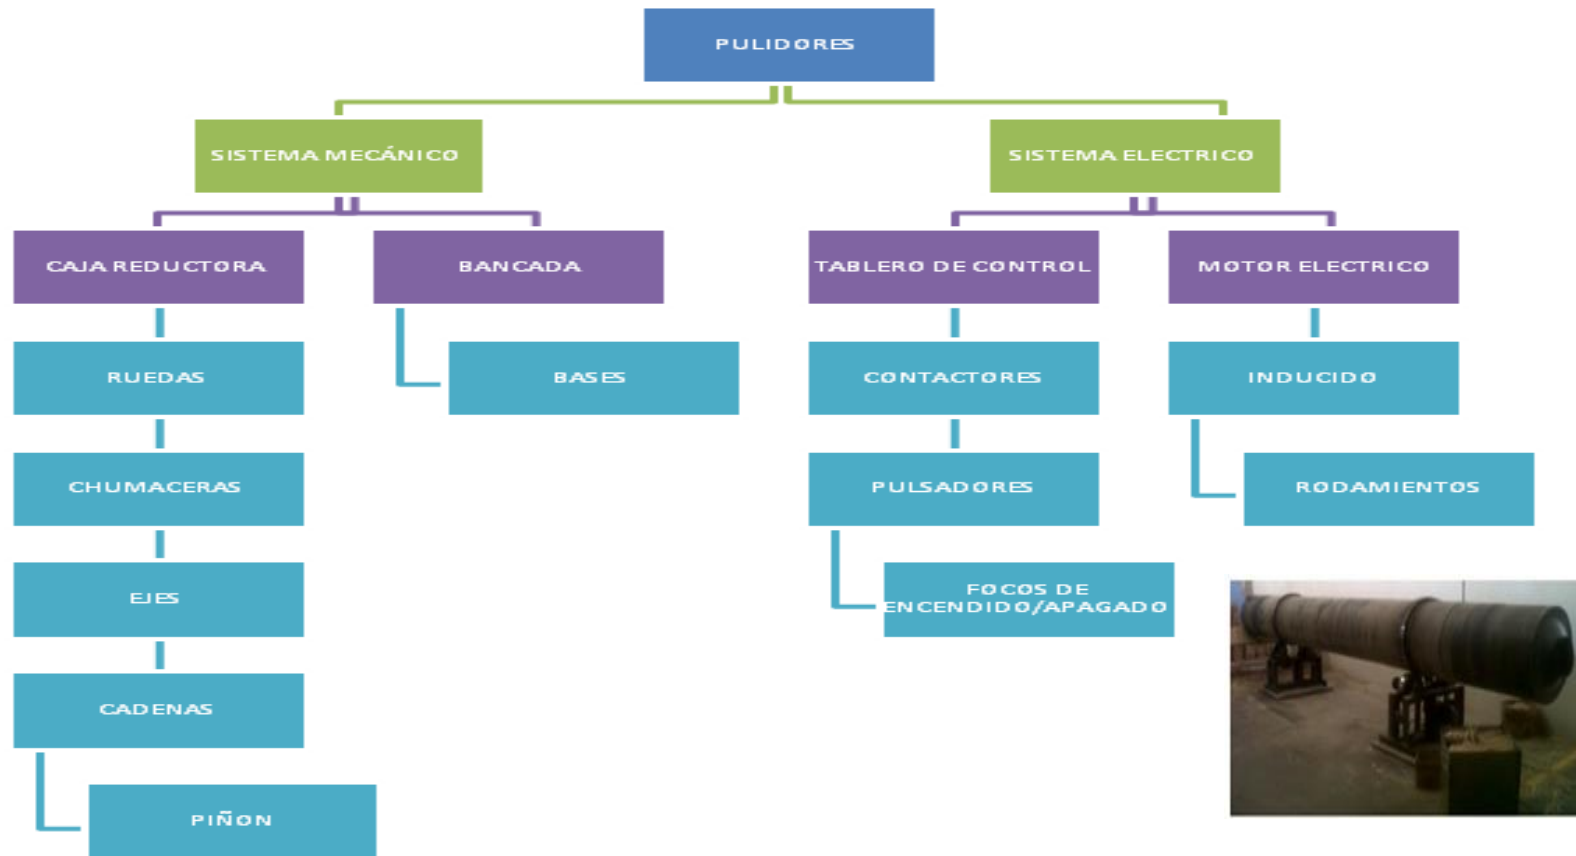 PULIDORES
SISTEMA MECÁNICO
SISTEMA ELECTRICO
CAJA REDUCTORA
BANCADA
TABLERO DE CONTROL
MOTOR ELECTRICO
RUEDAS
BASES
CONTACTORES
INDUCIDO
CHUMACERAS
PULSADORES
RODAMIENTOS
EJES
FOCOS DE
ENCENDIDO/APAGADO
CADENAS
PIÑON